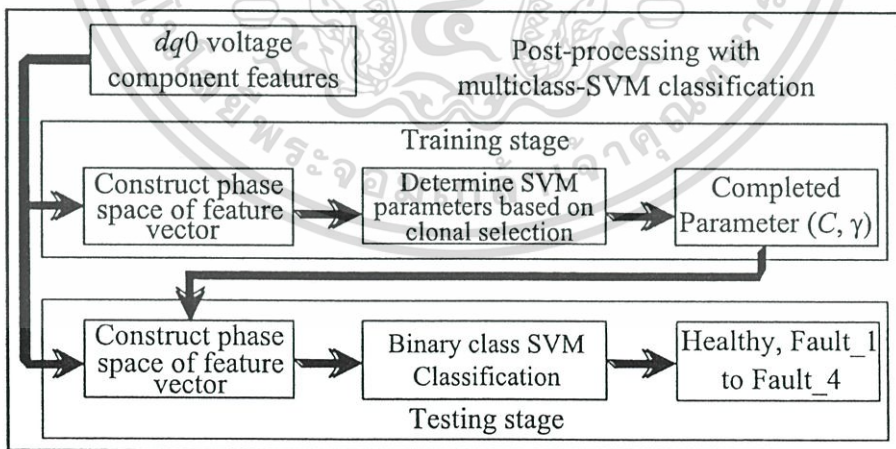 dq0 voltage
component features
Post-processing with
multiclass-SVM classification
Training stage
Construct phase
space of feature
vector
Determine SVM
parameters based on
clonal selection
Completed
Parameter (C, γ)
Construct phase
space of feature
vector
Binary class SVM
Classification
Healthy, Fault_1
to Fault_4
Testing stage